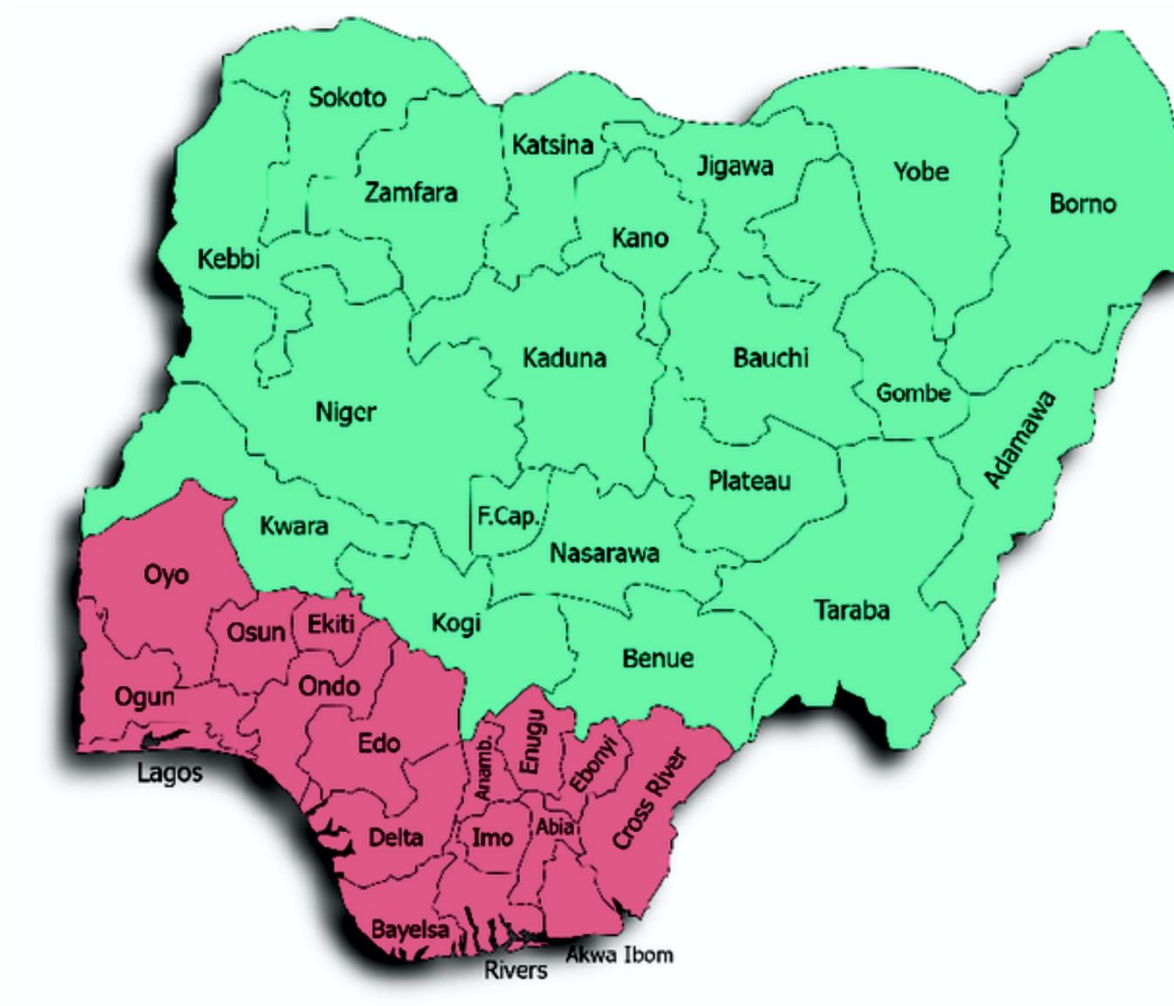 Sokoto
Katsina
Jigawa
Yobe
Borno
Zamfara
Kano
Kebbi
Kaduna
Bauchi
Gombe
Niger
Adamawa
Plateau
F.Cap.
Kwara
Nasarawa
Oyo
Taraba
Osun
Ekiti
Kogi
Benue
Ogun
Ondo
Edo
Anamb.
Enugu
Ebonyi
Cross River
Lagos
Delta
Imo
Abia
Bayelsa
Rivers
Akwa Ibom